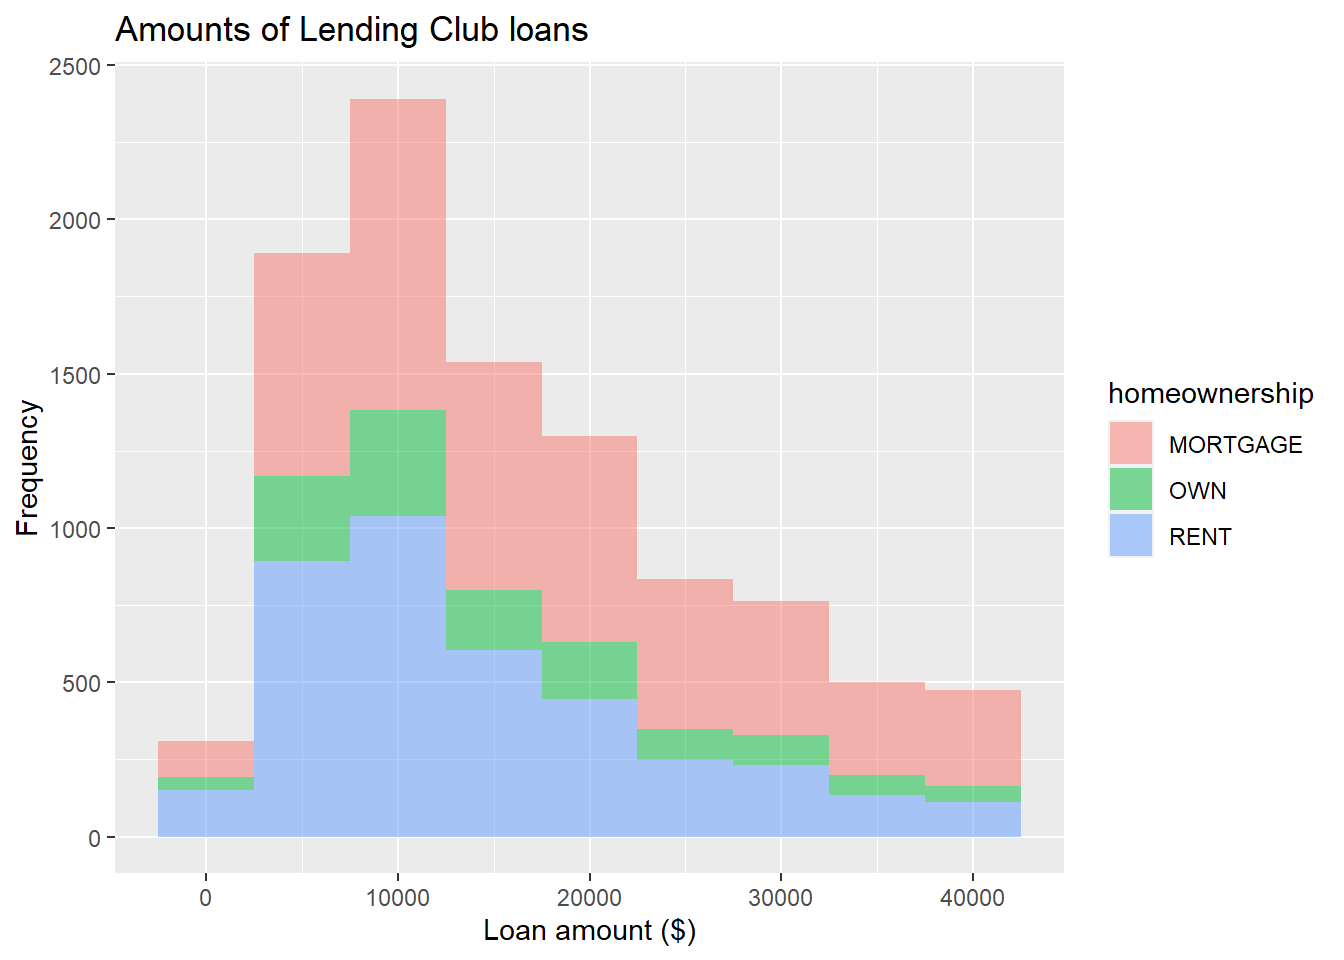 Amounts of Lending Club loans
2500
2000
1500
1000
500
0
Frequency
0 10000 20000 30000 40000
Loan amount ($)
homeownership
MORTGAGE
OWN
RENT